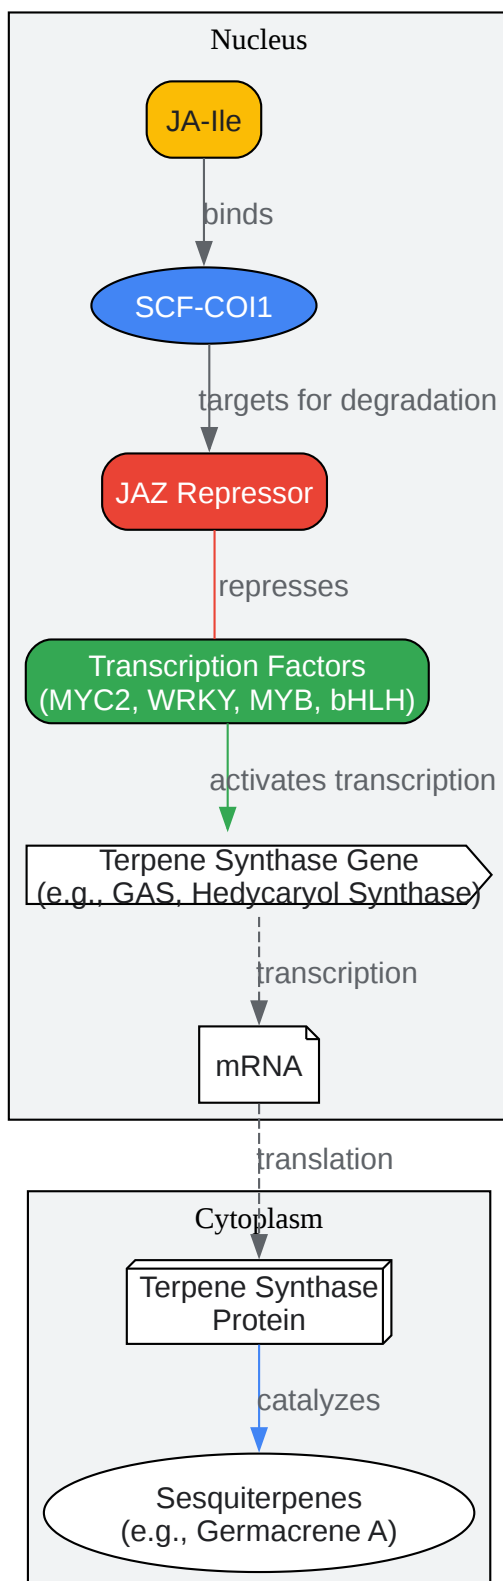 Nucleus
JA-Ile
binds
SCF-COI1
targets for degradation
JAZ Repressor
represses
Transcription Factors
(MYC2, WRKY, MYB, bHLH)
activates transcription
Terpene Synthase Gene
(e.g., GAS, Hedycaryol Synthase)
transcription
mRNA
translation
Cytoplasm
Terpene Synthase
Protein
catalyzes
Sesquiterpenes
(e.g., Germacrene A)